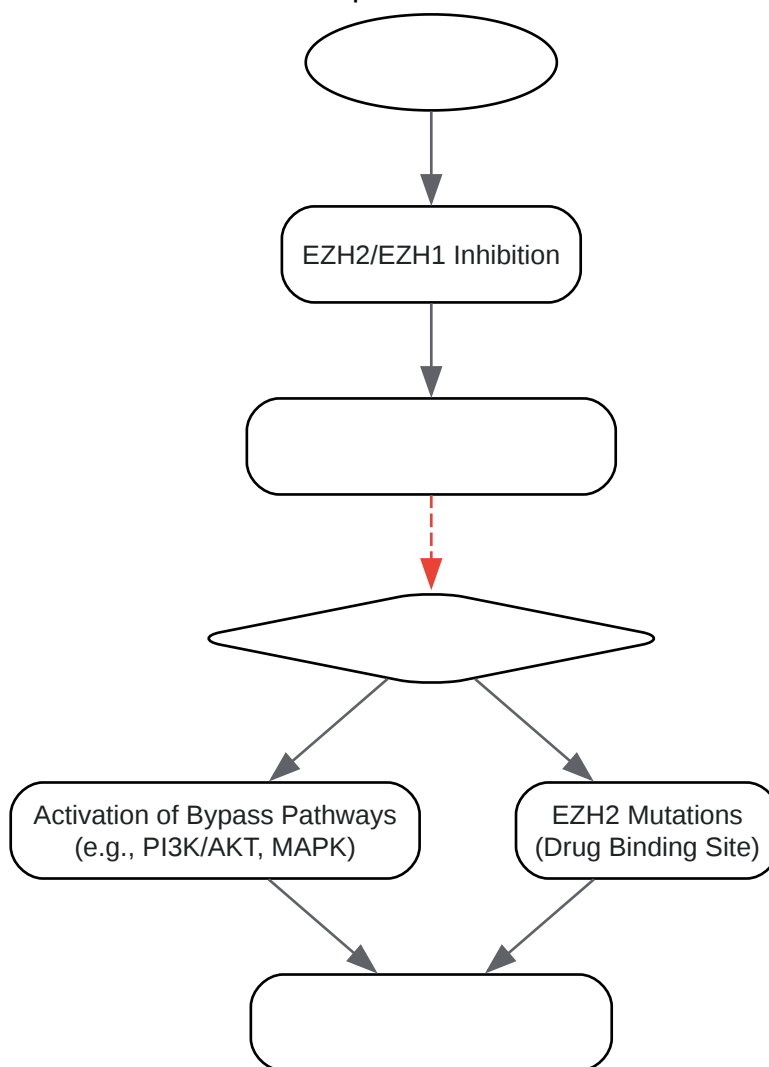 EZH2/EZH1 Inhibition
Activation of Bypass Pathways
(e.g., PI3K/AKT, MAPK)
EZH2 Mutations
(Drug Binding Site)